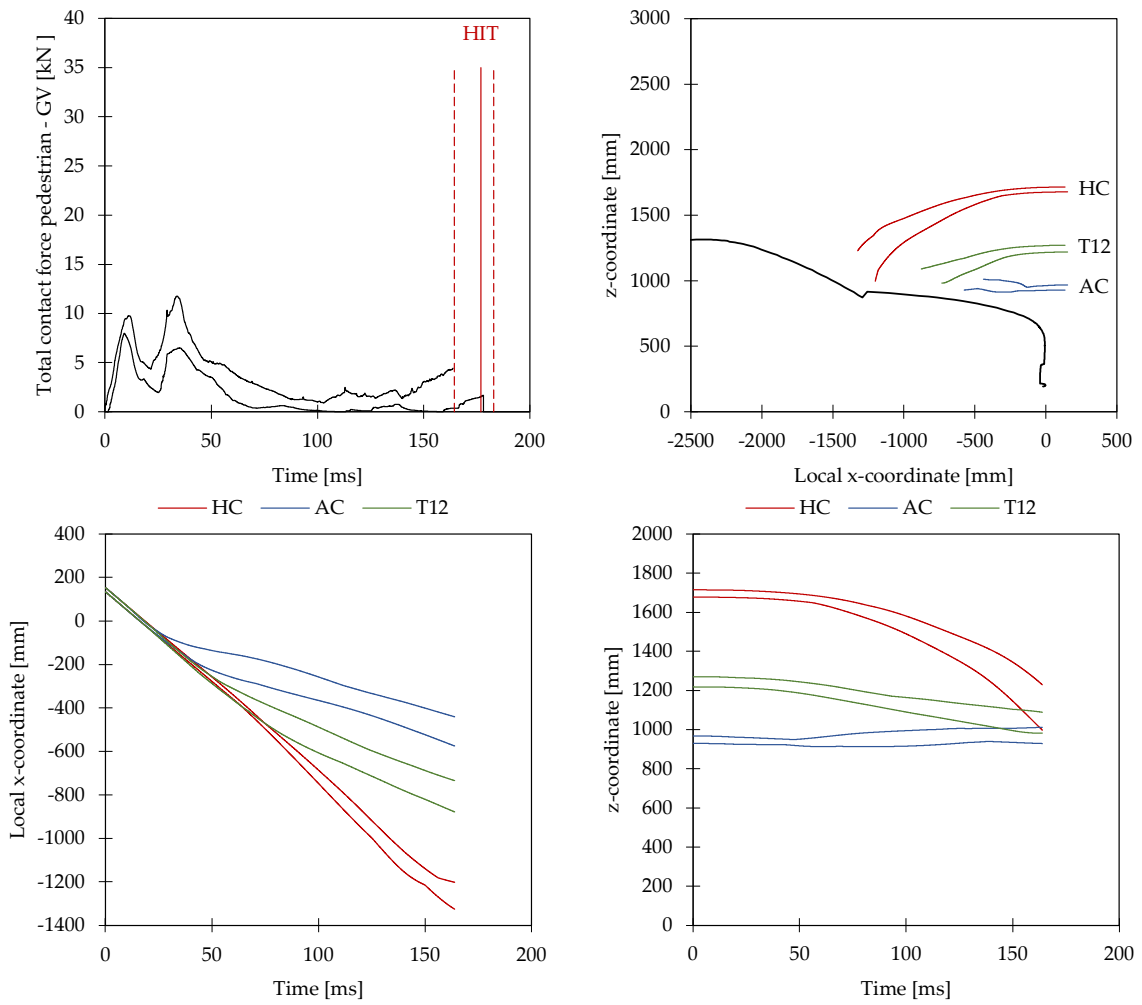 Total contact force pedestrian - GV [kN ]
40
35
30
25
20
15
10
5
0
HIT
0 50 100 150 200
Time [ms]
z-coordinate [mm]
3000
2500
2000
1500
1000
500
0
HC
T12
AC
-2500 -2000 -1500 -1000 -500 0 500
Local x-coordinate [mm]
HC AC T12
Local x-coordinate [mm]
400
200
0
-200
-400
-600
-800
-1000
-1200
-1400
0 50 100 150 200
Time [ms]
HC AC T12
z-coordinate [mm]
2000
1800
1600
1400
1200
1000
800
600
400
200
0
0 50 100 150 200
Time [ms]